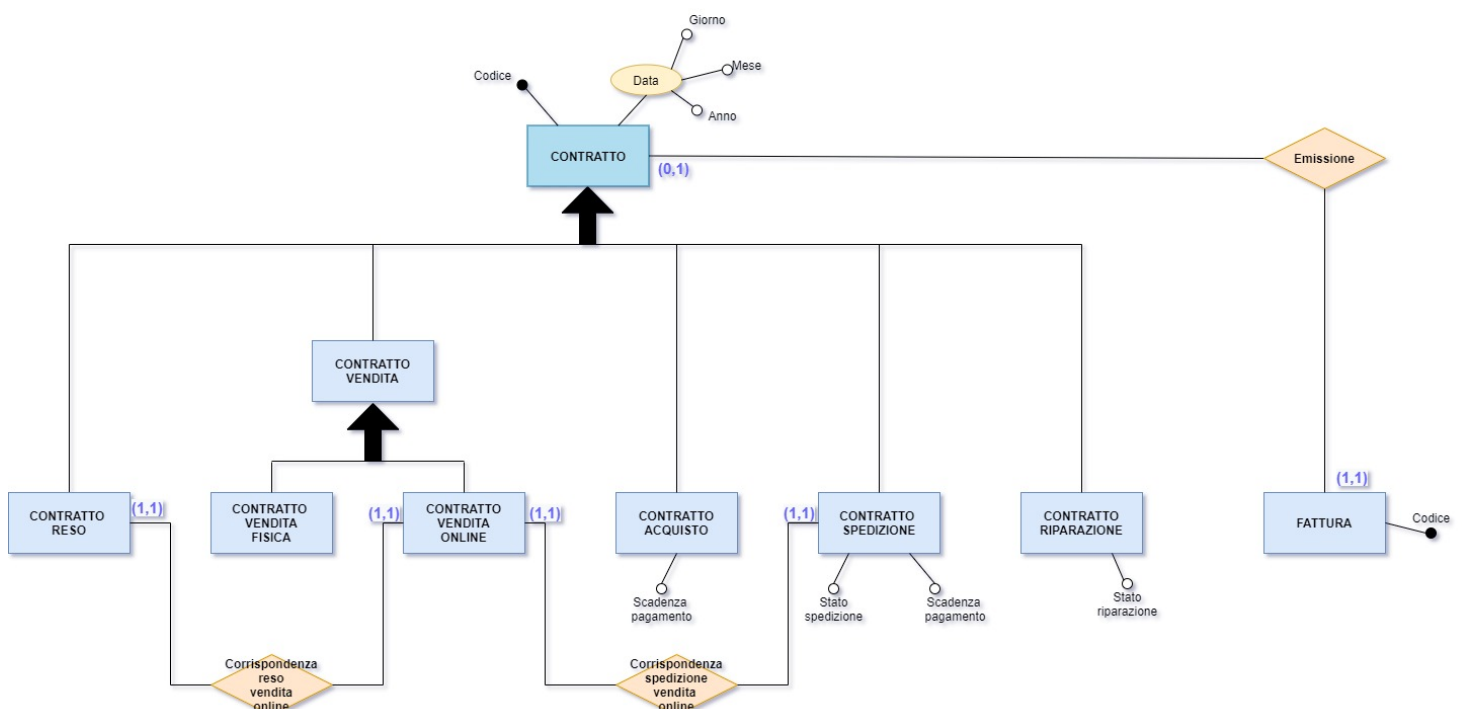 Giorno
Codice
Data
Mese
Anno
CONTRATTO
(0,1)
Emissione
CONTRATTO
VENDITA
CONTRATTO
RESO
(1,1)
CONTRATTO
VENDITA
FISICA
(1,1)
CONTRATTO
VENDITA
ONLINE
(1,1)
CONTRATTO
ACQUISTO
(1,1)
CONTRATTO
SPEDIZIONE
CONTRATTO
RIPARAZIONE
(1,1)
FATTURA
Codice
Scadenza
pagamento
Stato
spedizione
Scadenza
pagamento
Stato
riparazione
Corrispondenza
reso
vendita
online
Corrispondenza
spedizione
vendita
online